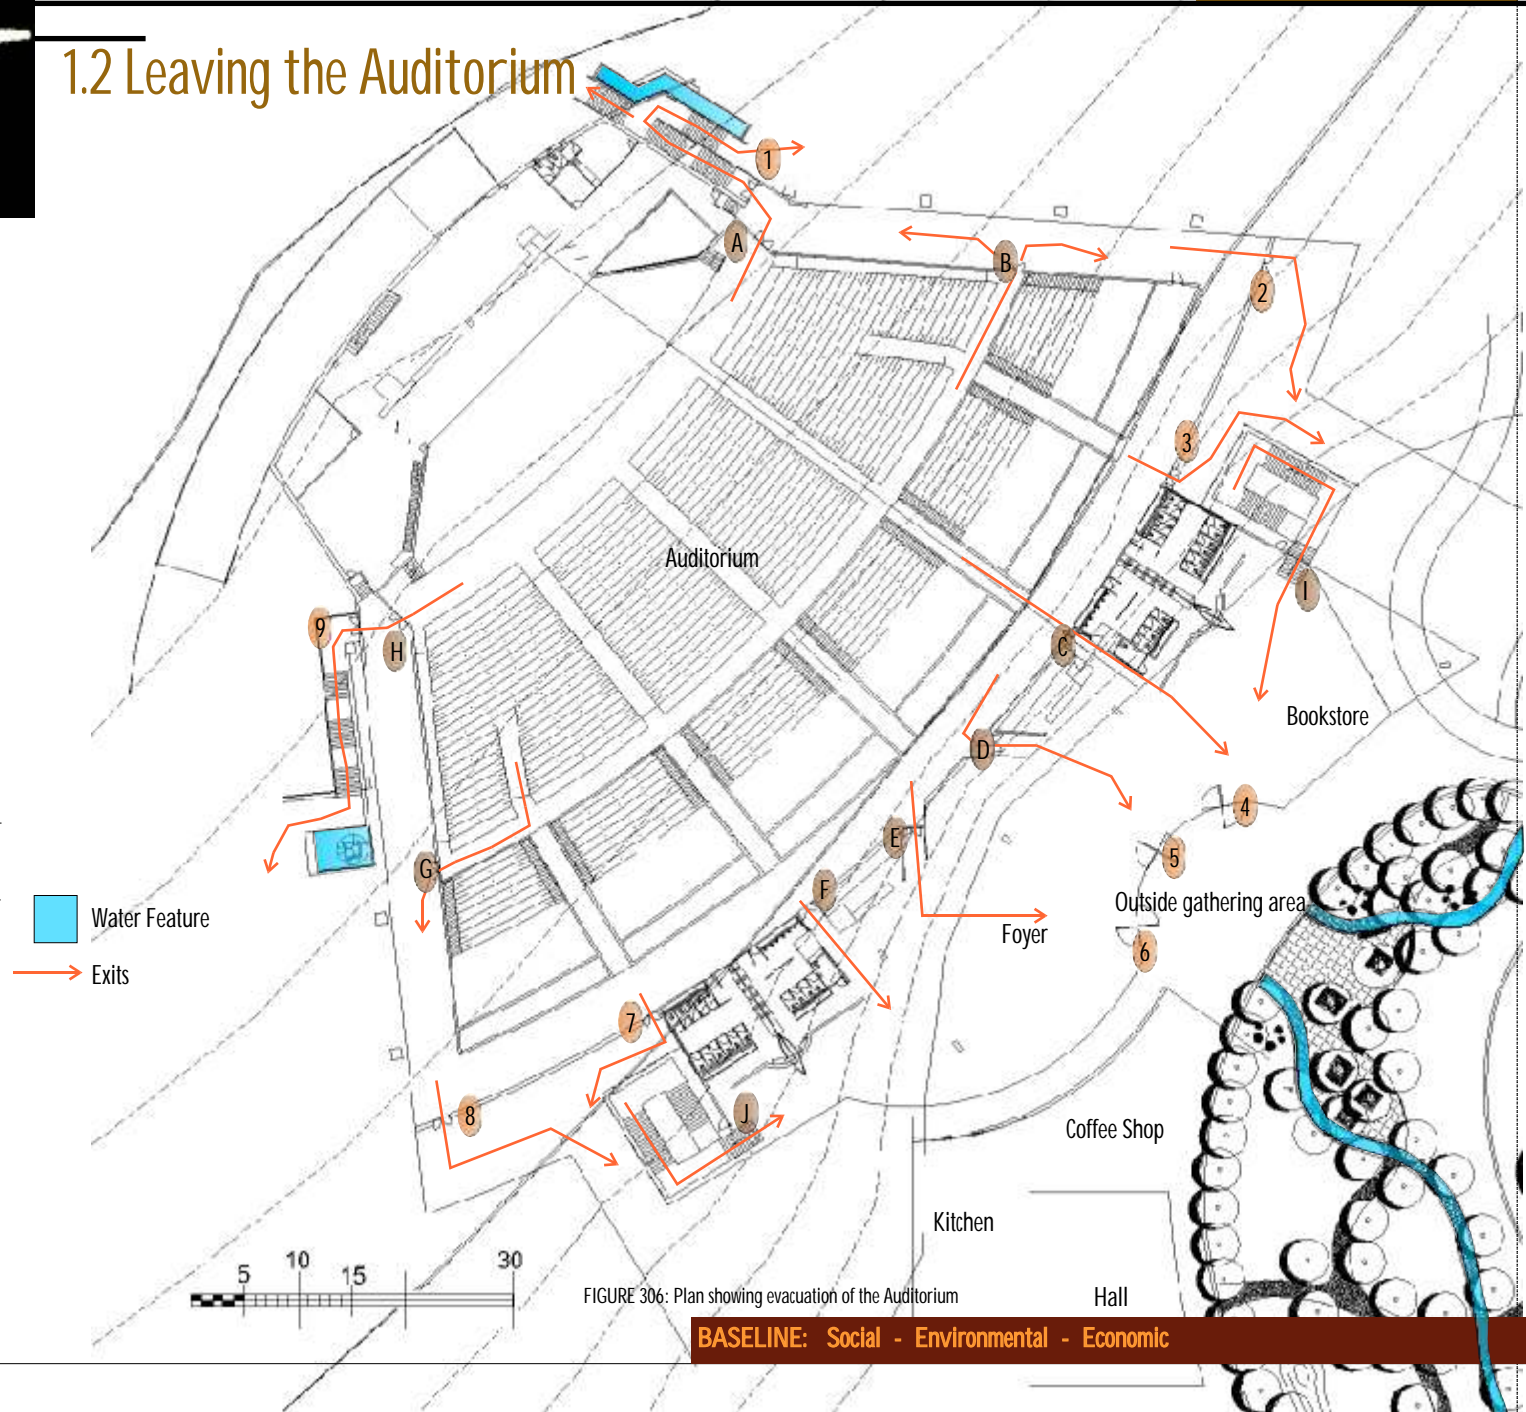 1.2 Leaving the Auditorium
1
A
B
2
3
Auditorium
I
9
H
C
Bookstore
D
4
E
5
G
F
Outside gathering area
Water Feature
Foyer
6
Exits
7
8
J
Coffee Shop
Kitchen
5 10 15 30
FIGURE 306: Plan showing evacuation of the Auditorium
Hall
BASELINE: Social - Environmental - Economic